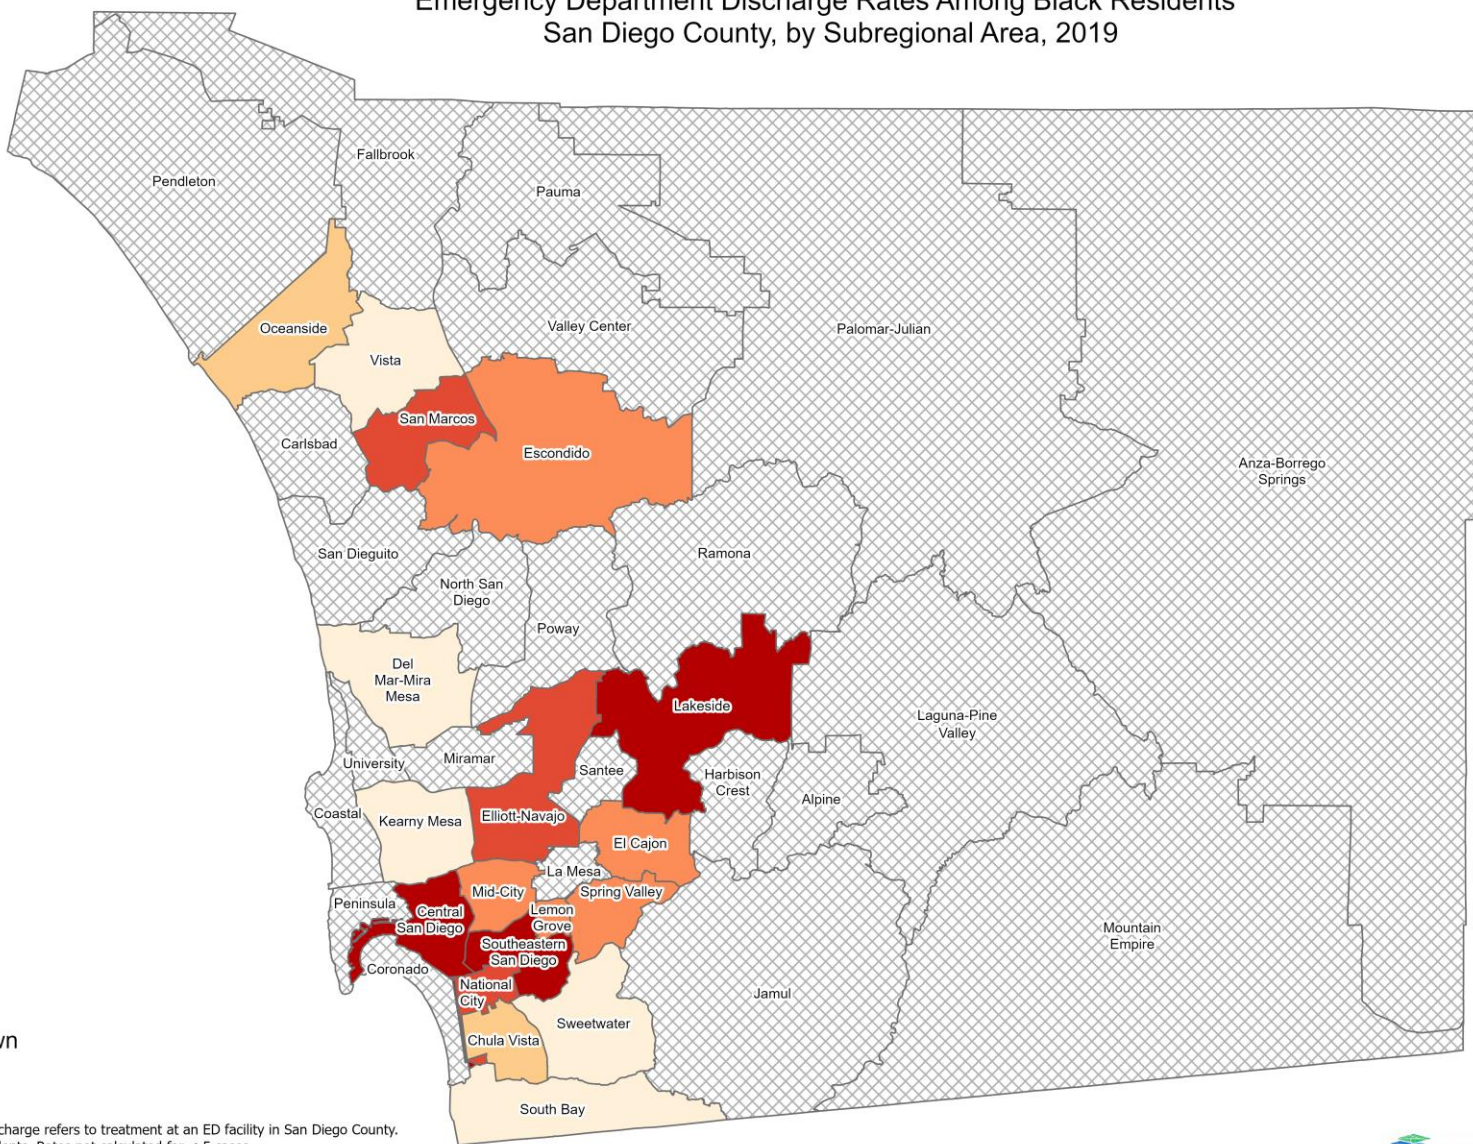 Emergency Department Discharge Rates Among Black Residents
San Diego County, by Subregional Area, 2019
Fallbrook
Pendleton
Pauma
Oceanside
Valley Center
Palomar-Julian
Vista
San Marcos
Carlsbad
Escondido
Anza-Borrego
Springs
San Dieguito
Ramona
North San
Diego
Poway
Del
Mar-Mira
Mesa
Lakeside
Laguna-Pine
Valley
University
Miramar
Santee
Harbison
Crest
Alpine
Coastal
Kearny Mesa
Elliott-Navajo
El Cajon
La Mesa
Mid-City
Spring Valley
Peninsula
Central
San Diego
Lemon
Grove
Southeastern
San Diego
Mountain
Empire
Coronado
National
City
Jamul
Sweetwater
Chula Vista
South Bay
wn
charge refers to treatment at an ED facility in San Diego County.